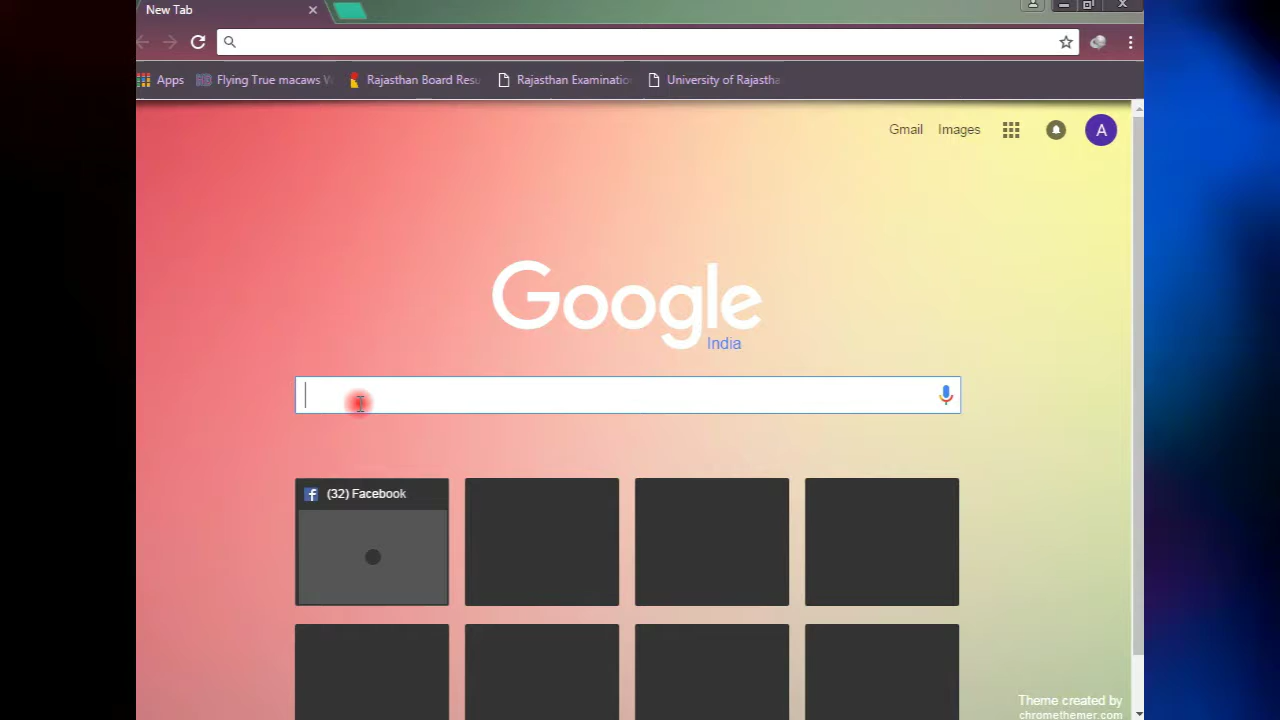 New Tab
Apps Flying True macaws Rajasthan Board Resu Rajasthan Examinatio University of Rajastha
Gmail Images A
Google
India
(32) Facebook
Theme created by
chromethemer.com